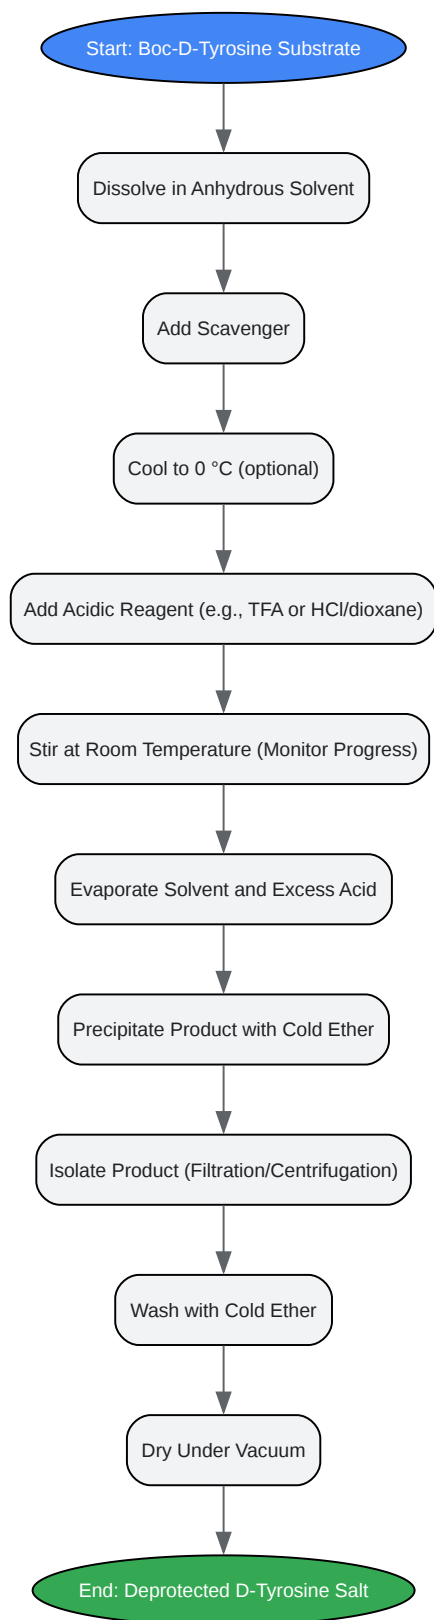 Start: Boc-D-Tyrosine Substrate
Dissolve in Anhydrous Solvent
Add Scavenger
Cool to 0 °C (optional)
Add Acidic Reagent (e.g., TFA or HCl/dioxane)
Stir at Room Temperature (Monitor Progress)
Evaporate Solvent and Excess Acid
Precipitate Product with Cold Ether
Isolate Product (Filtration/Centrifugation)
Wash with Cold Ether
Dry Under Vacuum
End: Deprotected D-Tyrosine Salt